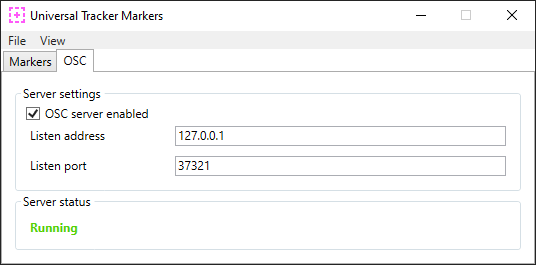 Universal Tracker Markers
File View
Markers OSC
Server settings
OSC server enabled
Listen address 127.0.0.1
Listen port 37321
Server status
Running